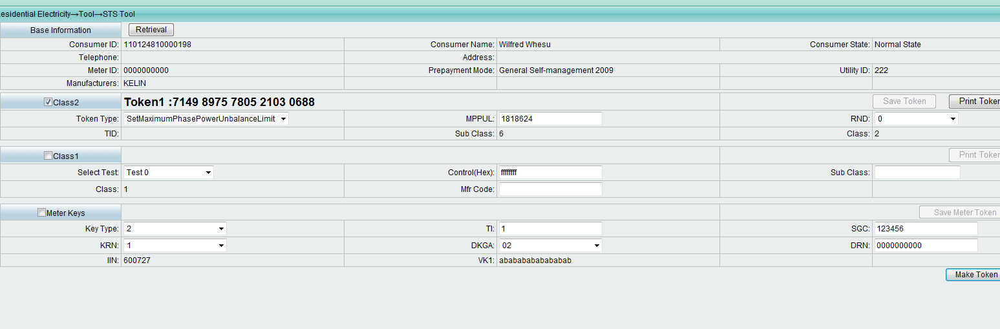 esidential Electricity→Tool→STS Tool
Base Information Retrieval
Consumer ID: 110124810000198 Consumer Name: Wilfred Whesu Consumer State: Normal State
Telephone: Address:
Meter ID: 0000000000 Prepayment Mode: General Self-management 2009 Utility ID: 222
Manufacturers: KELIN
Class2 Token1 :7149 8975 7805 2103 0688 Save Token Print Token
Token Type: SetMaximumPhasePowerUnbalanceLimit MPPUL: 1818624 RND: 0
TID: Sub Class: 6 Class: 2
Class1 Print Token
Select Test: Test 0 Control(Hex): ffffffff Sub Class:
Class: 1 Mfr Code:
Meter Keys Save Meter Token
Key Type: 2 TI: 1 SGC: 123456
KRN: 1 DKGA: 02 DRN: 0000000000
IIN: 600727 VK1: abababababababab
Make Token